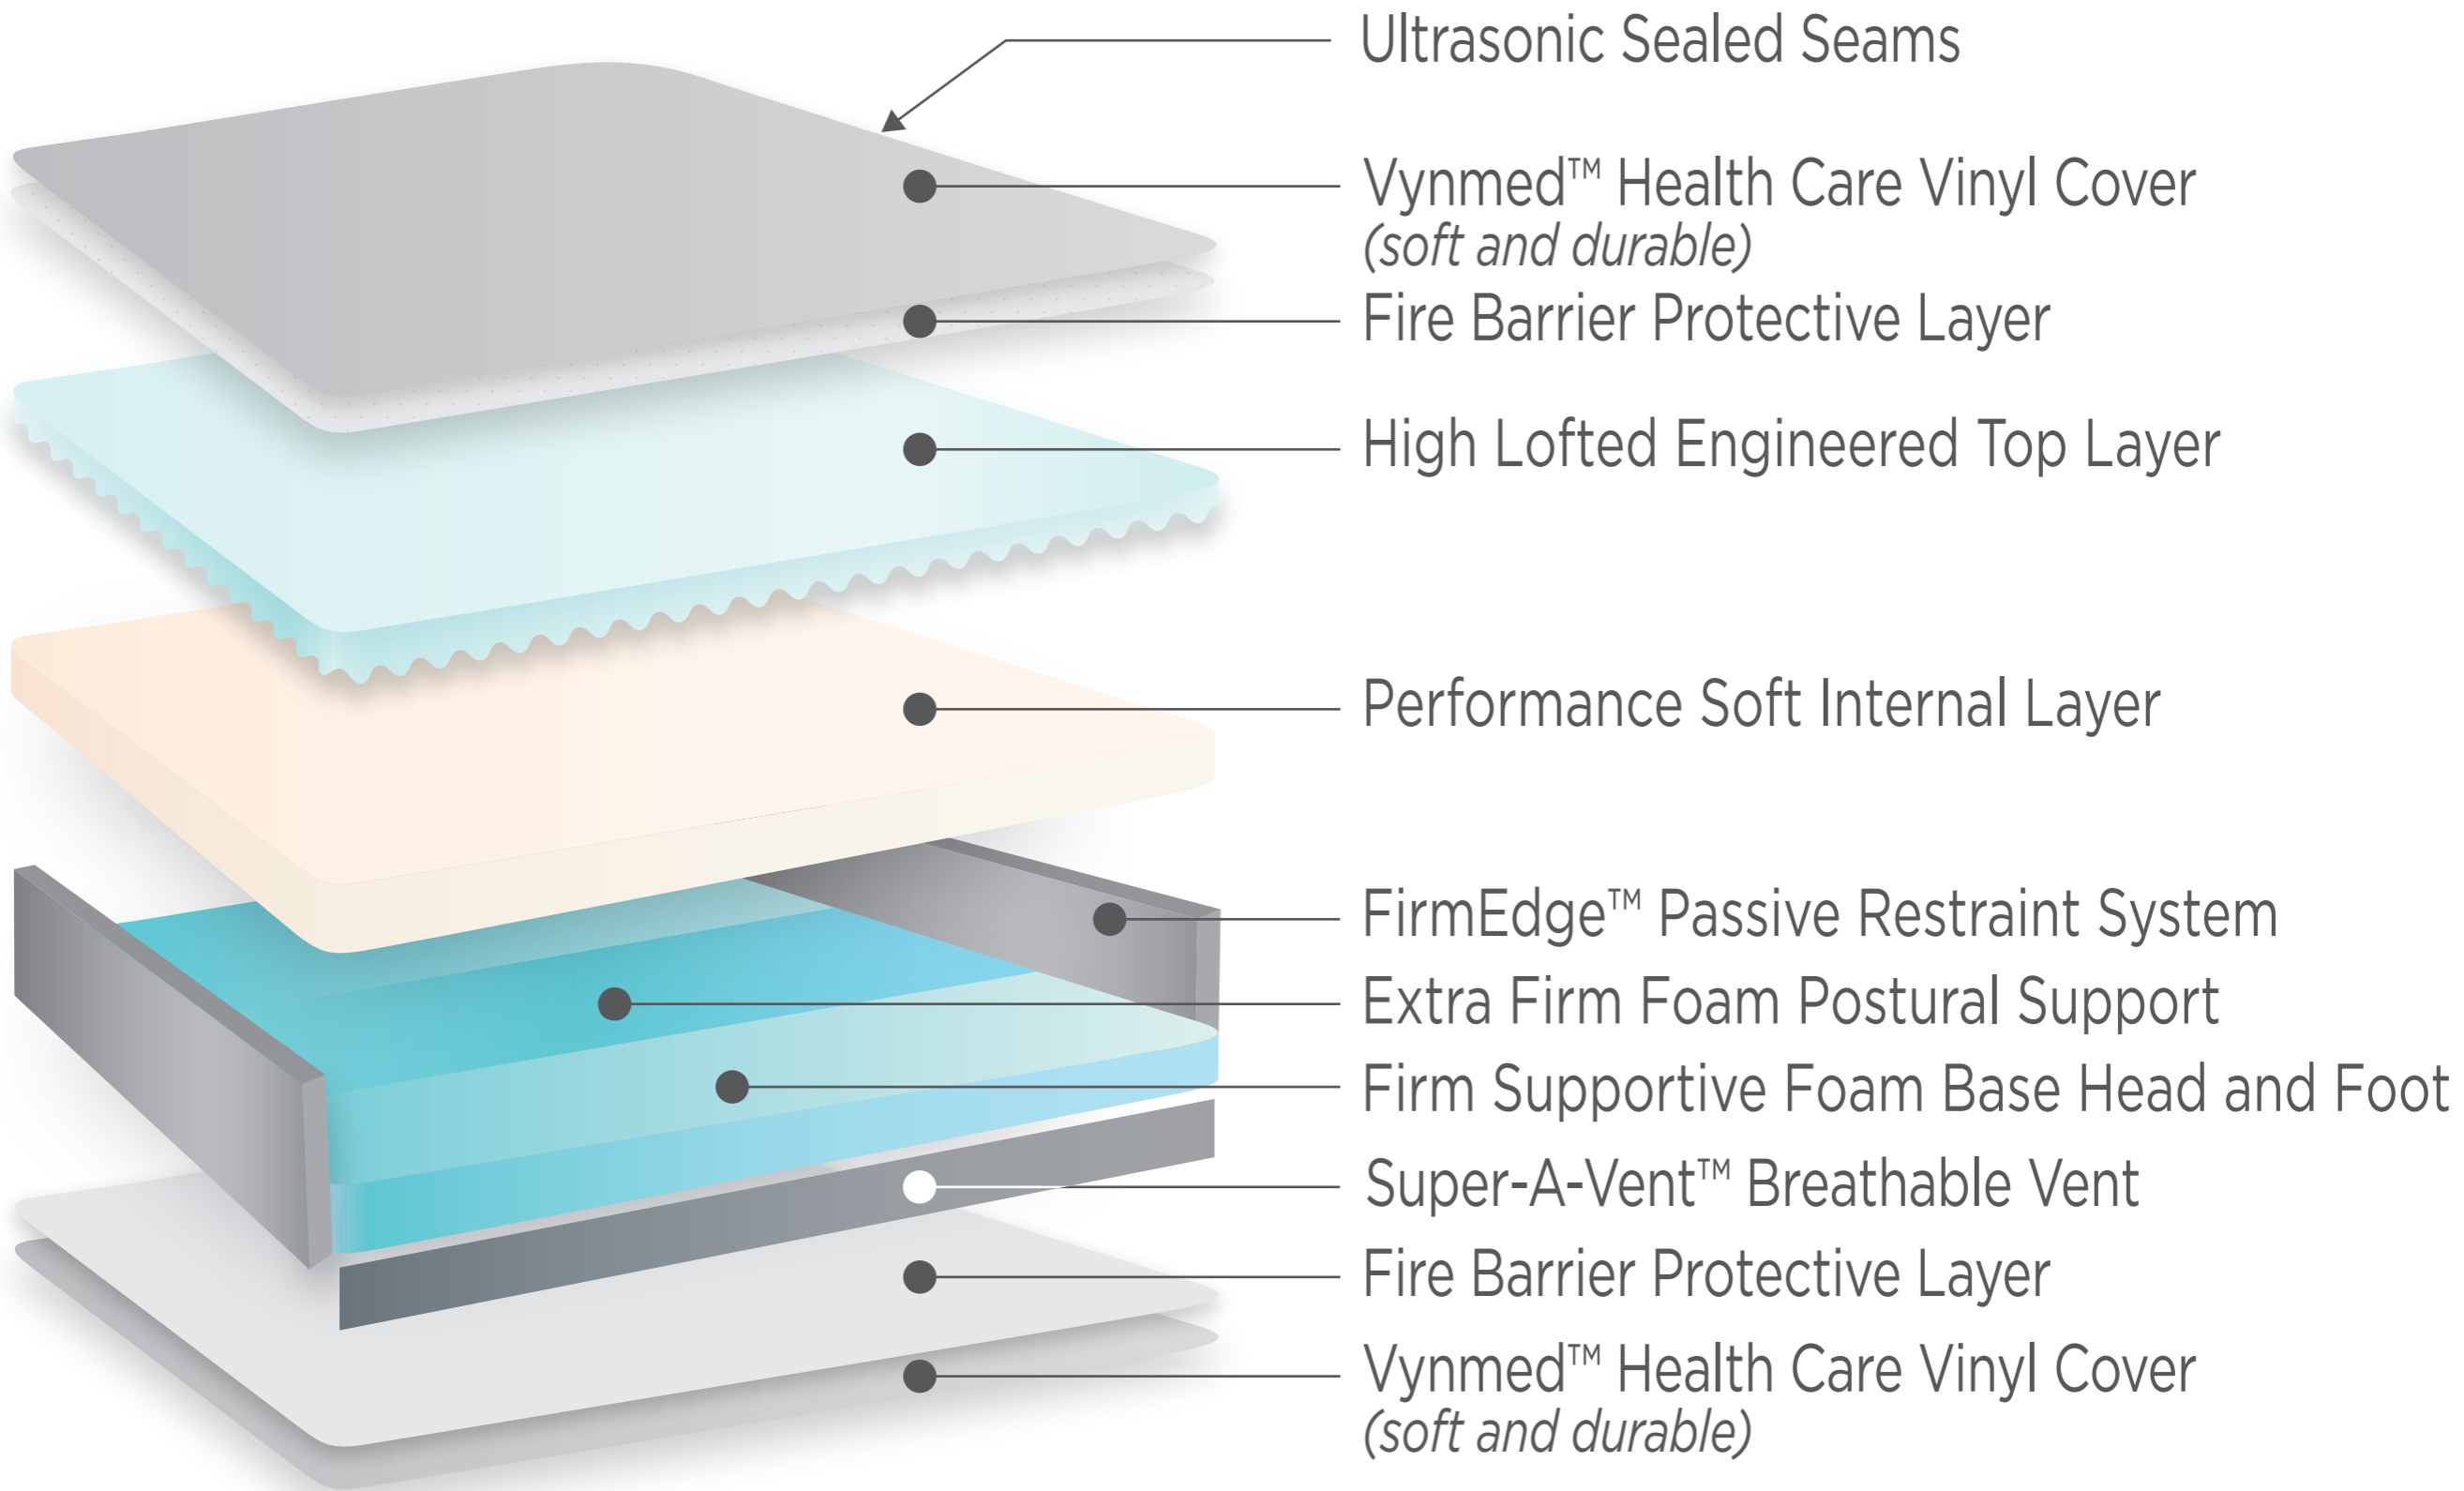 Ultrasonic Sealed Seams
Vynmed™ Health Care Vinyl Cover
(soft and durable)
Fire Barrier Protective Layer
High Lofted Engineered Top Layer
Performance Soft Internal Layer
FirmEdge™ Passive Restraint System
Extra Firm Foam Postural Support
Firm Supportive Foam Base Head and Foot
Super-A-Vent™ Breathable Vent
Fire Barrier Protective Layer
Vynmed™ Health Care Vinyl Cover
(soft and durable)